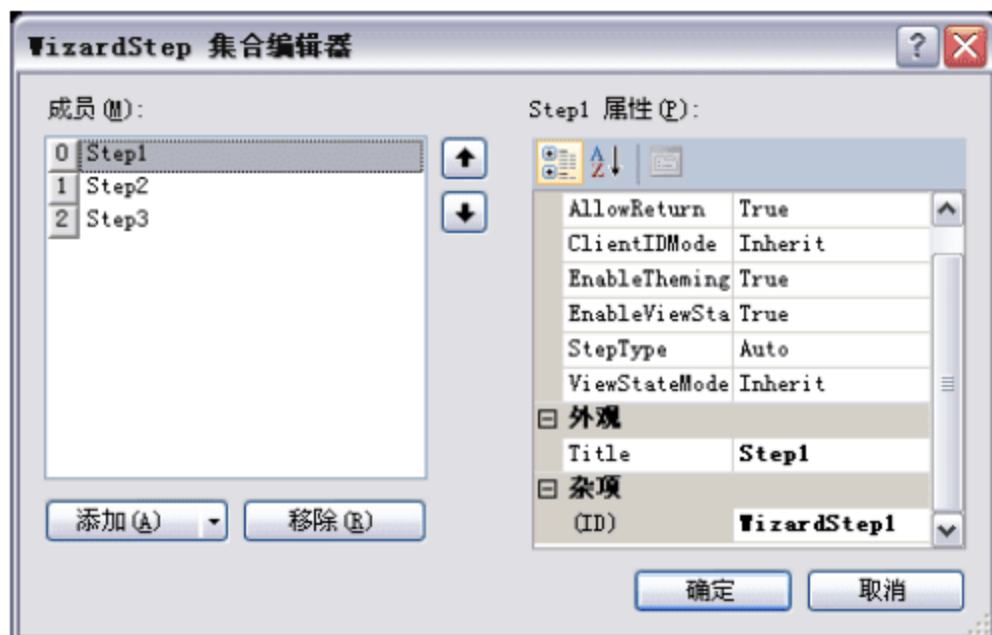 WizardStep 集合编辑器
成员(M):
0 Step1
1 Step2
2 Step3
添加(A)
移除(R)
Step1 属性(P):
AllowReturn True
ClientIDMode Inherit
EnableTheming True
EnableViewSta True
StepType Auto
ViewStateMode Inherit
外观
Title Step1
杂项
(ID) WizardStep1
确定
取消